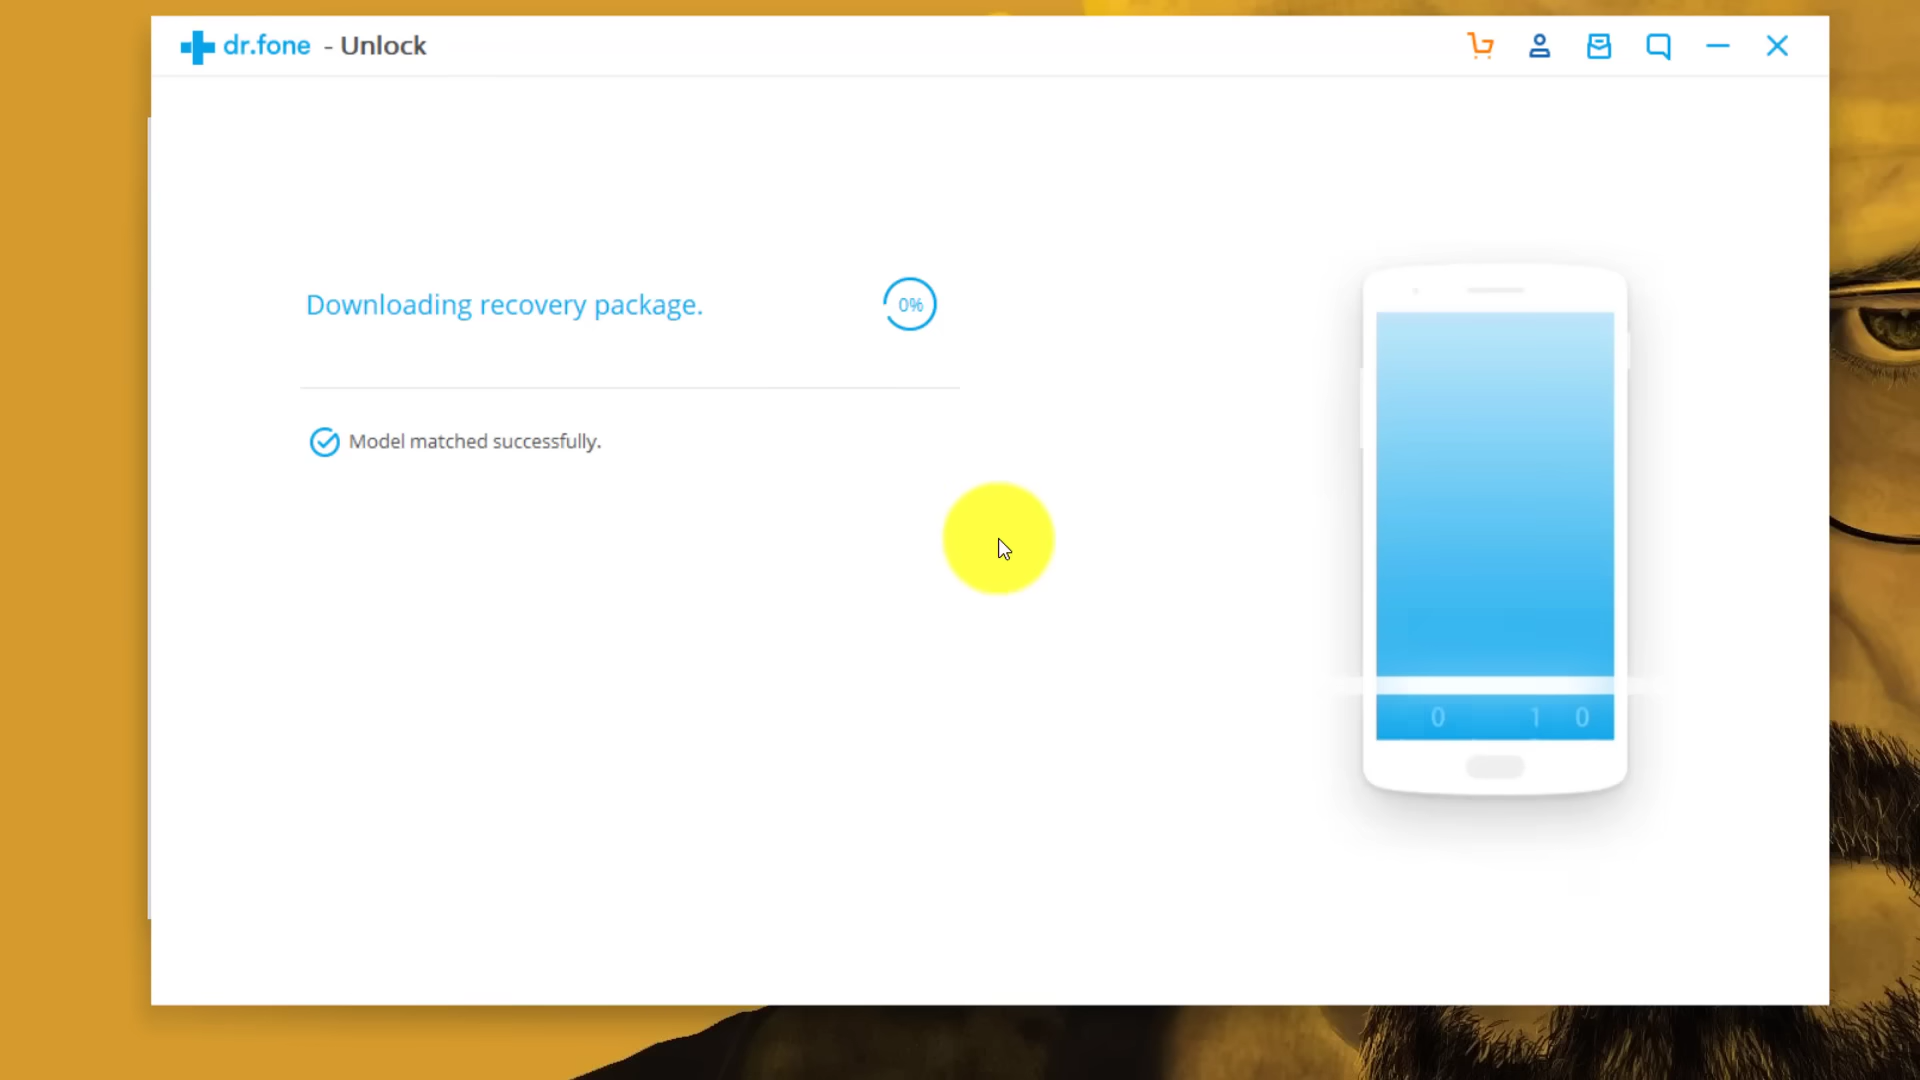 dr.fone - Unlock
Downloading recovery package.
0%
Model matched successfully.
0 1 0